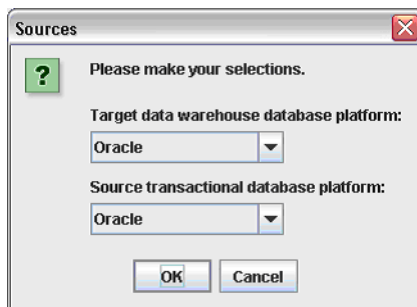 Sources
?
Please make your selections.
Target data warehouse database platform:
Oracle
Source transactional database platform:
Oracle
OK Cancel